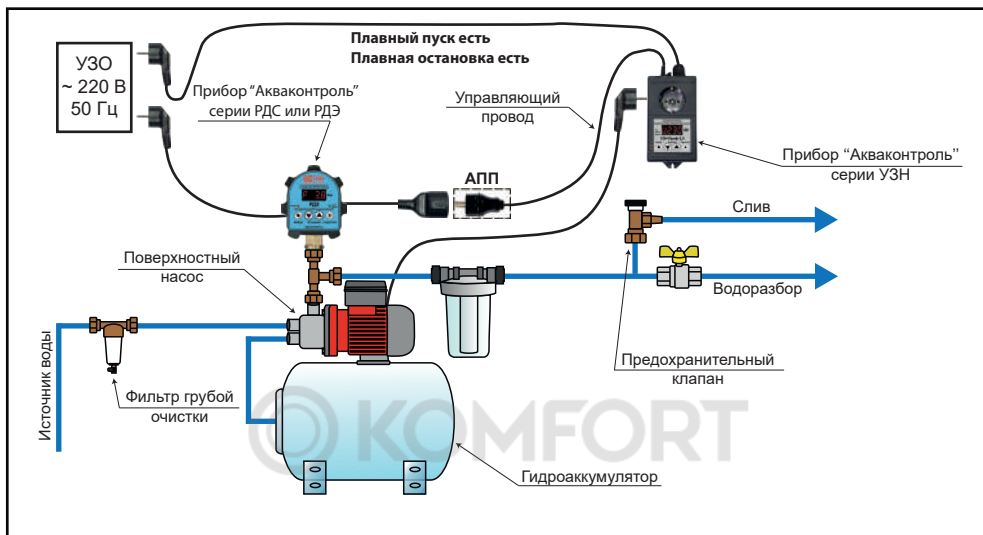 Плавный пуск есть
Плавная остановка есть
УЗО
~ 220 В
50 Гц
Прибор "Акваконтроль"
серии РДС или РДЭ
Управляющий
провод
АПП
Прибор "Акваконтроль"
серии УЗН
Слив
Водоразбор
Поверхностный
насос
Предохранительный
клапан
Источник воды
Фильтр грубой
очистки
KOMFORT
Гидроаккумулятор